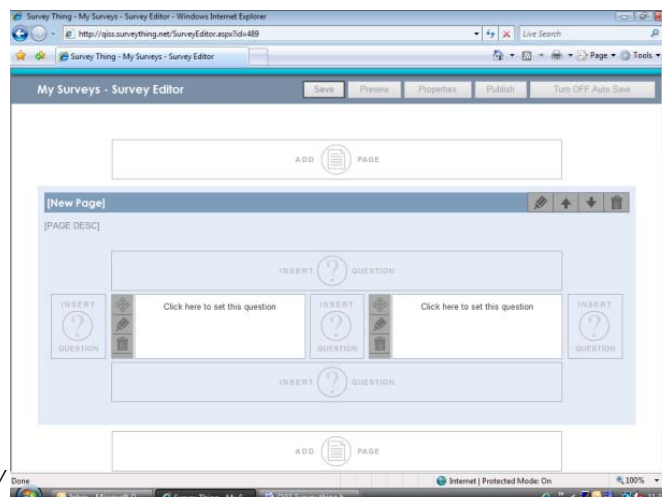 Survey Thing - My Surveys - Survey Editor - Windows Internet Explorer
http://qiss.surveything.net/SurveyEditor.aspx?id=489
Live Search
Survey Thing - My Surveys - Survey Editor
Page
Tools
My Surveys - Survey Editor
Save
Preview
Properties
Publish
Turn OFF Auto Save
ADD PAGE
[New Page]
[PAGE DESC]
INSERT QUESTION
INSERT QUESTION
Click here to set this question
INSERT QUESTION
Click here to set this question
INSERT QUESTION
INSERT QUESTION
ADD PAGE
/
Done
Internet | Protected Mode: On
100%